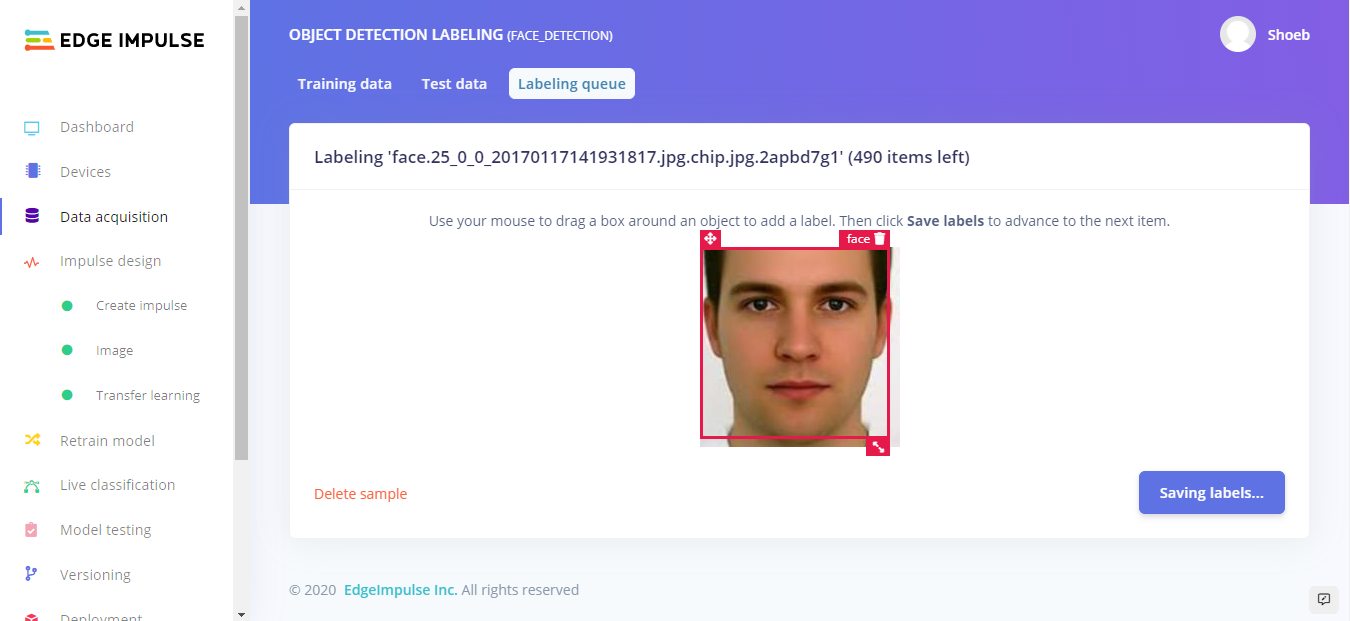 EDGE IMPULSE
Dashboard
Devices
Data acquisition
Impulse design
Create impulse
Image
Transfer learning
Retrain model
Live classification
Model testing
Versioning
Deployment
OBJECT DETECTION LABELING (FACE_DETECTION)
Shoeb
Training data
Test data
Labeling queue
Labeling 'face.25_0_0_20170117141931817.jpg.chip.jpg.2apbd7g1' (490 items left)
Use your mouse to drag a box around an object to add a label. Then click Save labels to advance to the next item.
face
Delete sample
Saving labels...
© 2020 EdgeImpulse Inc. All rights reserved